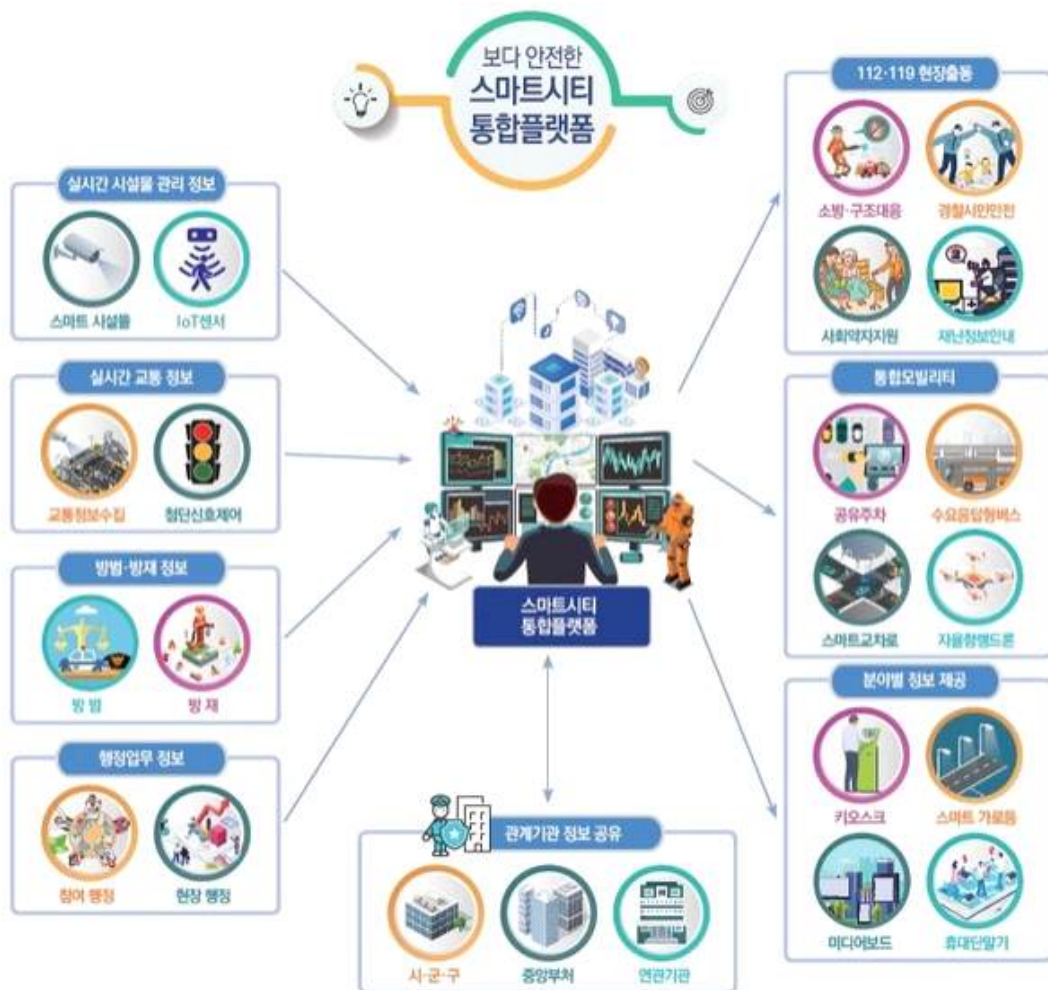 보다 안전한
스마트시티
통합플랫폼
실시간 시설물 관리 정보
스마트 시설물
IoT센서
실시간 교통 정보
교통정보수집
첨단신호제어
방범·방재 정보
방 범
방 재
행정업무 정보
참여 행정
현장 행정
스마트시티
통합플랫폼
관계기관 정보 공유
시·군·구
중앙부처
연관기관
112·119 현장출동
소방·구조대응
경찰시민안전
사회약자지원
재난정보안내
통합모빌리티
공유주차
수요응답형버스
스마트교차로
자율항행드론
분야별 정보 제공
키오스크
스마트 가로등
미디어보드
휴대단말기